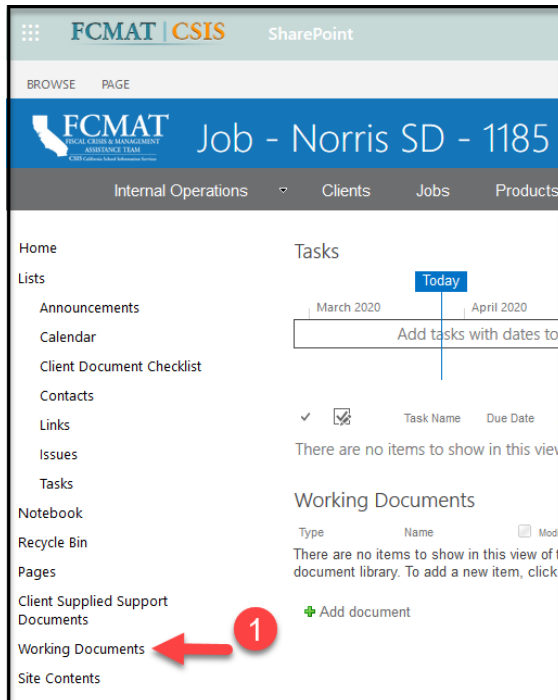 FCMAT | CSIS SharePoint
BROWSE PAGE
FCMAT
FISCAL CRISIS & MANAGEMENT
ASSISTANCE TEAM
CSIS California School Information Services
Job - Norris SD - 1185
Internal Operations Clients Jobs Products
Home
Lists
Announcements
Calendar
Client Document Checklist
Contacts
Links
Issues
Tasks
Notebook
Recycle Bin
Pages
Client Supplied Support
Documents
Working Documents
Site Contents
1
Tasks
Today
March 2020 April 2020
Add tasks with dates to
Task Name Due Date
There are no items to show in this view
Working Documents
Type Name Modi
There are no items to show in this view of
document library. To add a new item, click
Add document